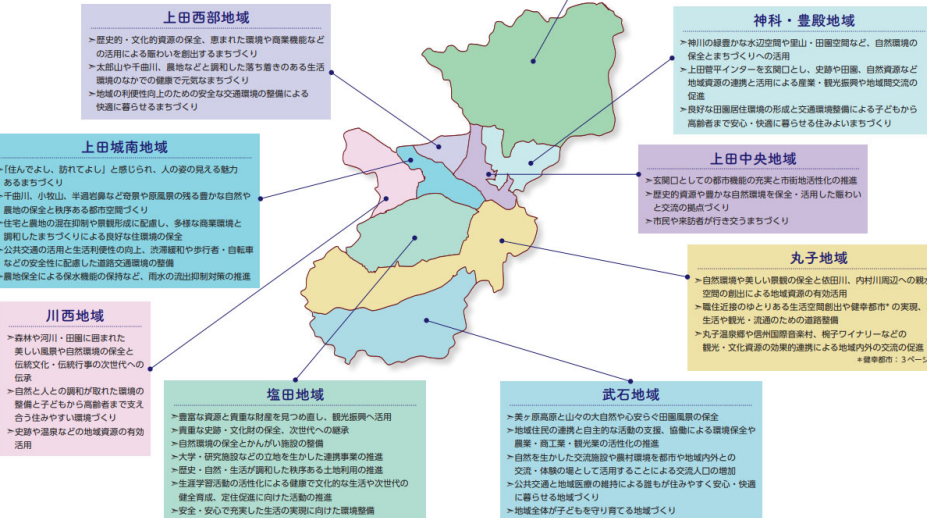 上田西部地域
➢歴史的・文化的資源の保全、恵まれた環境や商業機能など
の活用による賑わいを創出するまちづくり
➢太郎山や千曲川、農地などと調和した落ち着きのある生活
環境のなかでの健康で元気なまちづくり
➢地域の利便性向上のための安全な交通環境の整備による
快適に暮らせるまちづくり
神科・豊殿地域
➢神川の緑豊かな水辺空間や里山・田園空間など、自然環境の
保全とまちづくりへの活用
➢上田菅平インターを玄関口とし、史跡や田園、自然資源など
地域資源の連携と活用による産業・観光振興や地域間交流の
促進
➢良好な田園居住環境の形成と交通環境整備による子どもから
高齢者まで安心・快適に暮らせる住みよいまちづくり
上田城南地域
➢「住んでよし、訪れてよし」と感じられ、人の姿の見える魅力
あるまちづくり
➢千曲川、小牧山、半過岩鼻など奇景や原風景の残る豊かな自然や
農地の保全と秩序ある都市空間づくり
➢住宅と農地の混在抑制や景観形成に配慮し、多様な商業環境と
調和したまちづくりによる良好な住環境の保全
➢公共交通の活用と生活利便性の向上、渋滞緩和や歩行者・自転車
などの安全性に配慮した道路交通環境の整備
➢農地保全による保水機能の保持など、雨水の流出抑制対策の推進
上田中央地域
➢玄関口としての都市機能の充実と市街地活性化の推進
➢歴史的資源や豊かな自然環境を保全・活用した賑わい
と交流の拠点づくり
➢市民や来訪者が行き交うまちづくり
丸子地域
➢自然環境や美しい景観の保全と依田川、内村川周辺への親水
空間の創出による地域資源の有効活用
➢職住近接のゆとりある生活空間創出や健幸都市*の実現、
生活や観光・流通のための道路整備
➢丸子温泉郷や信州国際音楽村、椀子ワイナリーなどの
観光・文化資源の効果的連携による地域内外の交流の促進
*健幸都市：3ページ
川西地域
➢森林や河川・田園に囲まれた
美しい風景や自然環境の保全と
伝統文化・伝統行事の次世代への
伝承
➢自然と人との調和が取れた環境の
整備と子どもから高齢者まで支え
合う住みやすい環境づくり
➢史跡や温泉などの地域資源の有効
活用
塩田地域
➢豊富な資源と貴重な財産を見つめ直し、観光振興へ活用
➢貴重な史跡・文化財の保全、次世代への継承
➢自然環境の保全とかんがい施設の整備
➢大学・研究施設などの立地を生かした連携事業の推進
➢歴史・自然・生活が調和した秩序ある土地利用の推進
➢生涯学習活動の活性化による健康で文化的な生活や次世代の
健全育成、定住促進に向けた活動の推進
➢安全・安心で充実した生活の実現に向けた環境整備
武石地域
➢美ヶ原高原と山々の大自然や心安らぐ田園風景の保全
➢地域住民の連携と自主的な活動の支援、協働による環境保全や
農業・商工業・観光業の活性化の推進
➢自然を生かした交流施設や農村環境を都市や地域内外との
交流・体験の場として活用することによる交流人口の増加
➢公共交通と地域医療の維持による誰もが住みやすく安心・快適
に暮らせる地域づくり
➢地域全体が子どもを守り育てる地域づくり